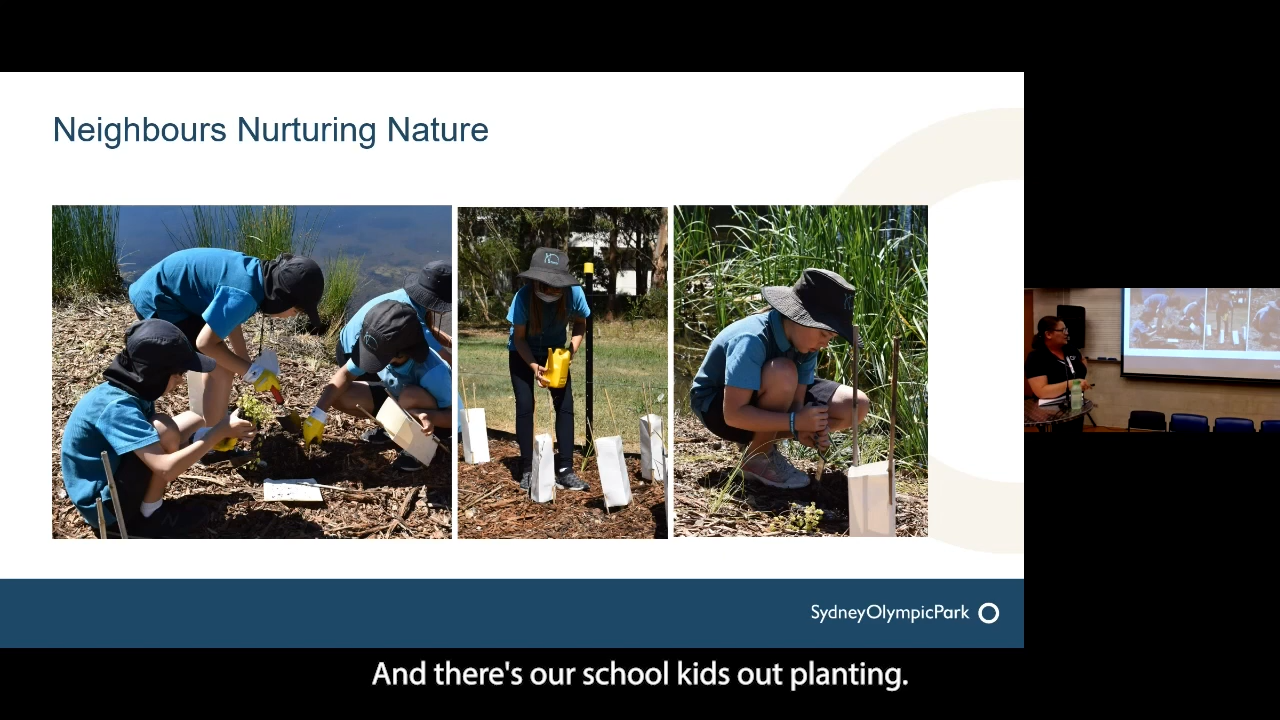 Neighbours Nurturing Nature
SydneyOlympicPark
And there's our school kids out planting.